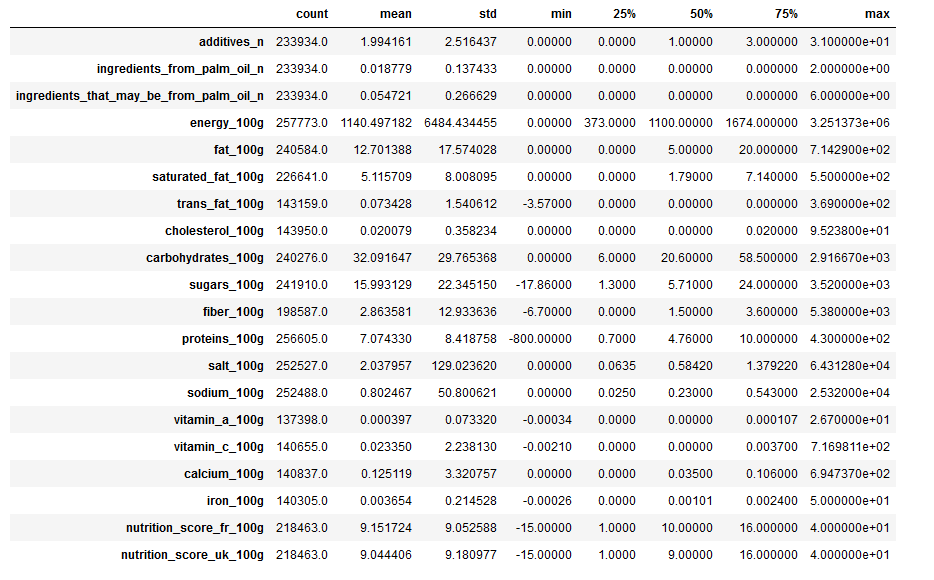 count mean std min 25% 50% 75% max
additives_n 233934.0 1.994161 2.516437 0.00000 0.0000 1.00000 3.000000 3.100000e+01
ingredients_from_palm_oil_n 233934.0 0.018779 0.137433 0.00000 0.0000 0.00000 0.000000 2.000000e+00
ingredients_that_may_be_from_palm_oil_n 233934.0 0.054721 0.266629 0.00000 0.0000 0.00000 0.000000 6.000000e+00
energy_100g 257773.0 1140.497182 6484.434455 0.00000 373.0000 1100.00000 1674.000000 3.251373e+06
fat_100g 240584.0 12.701388 17.574028 0.00000 0.0000 5.00000 20.000000 7.142900e+02
saturated_fat_100g 226641.0 5.115709 8.008095 0.00000 0.0000 1.79000 7.140000 5.500000e+02
trans_fat_100g 143159.0 0.073428 1.540612 -3.57000 0.0000 0.00000 0.000000 3.690000e+02
cholesterol_100g 143950.0 0.020079 0.358234 0.00000 0.0000 0.00000 0.020000 9.523800e+01
carbohydrates_100g 240276.0 32.091647 29.765385 0.00000 6.0000 20.60000 58.500000 2.916670e+03
sugars_100g 241910.0 15.993129 22.345150 -17.86000 1.3000 5.71000 24.000000 3.520000e+03
fiber_100g 198587.0 2.863581 12.933636 -6.70000 0.0000 1.50000 3.600000 5.380000e+03
proteins_100g 256605.0 7.074330 8.418758 -800.00000 0.7000 4.76000 10.000000 4.300000e+02
salt_100g 252527.0 2.037957 129.023620 0.00000 0.0635 0.58420 1.379220 6.431280e+04
sodium_100g 252488.0 0.802467 50.800621 0.00000 0.0250 0.23000 0.543000 2.532000e+04
vitamin_a_100g 137398.0 0.000397 0.073320 -0.00034 0.0000 0.00000 0.000107 2.670000e+01
vitamin_c_100g 140655.0 0.023350 2.238130 -0.00210 0.0000 0.00000 0.003700 7.169811e+02
calcium_100g 140837.0 0.125119 3.320757 0.00000 0.0000 0.03500 0.106000 6.947370e+02
iron_100g 140305.0 0.003654 0.214528 -0.00026 0.0000 0.00101 0.002400 5.000000e+01
nutrition_score_fr_100g 218463.0 9.151724 9.052588 -15.00000 1.0000 10.00000 16.000000 4.000000e+01
nutrition_score_uk_100g 218463.0 9.044406 9.180977 -15.00000 1.0000 9.00000 16.000000 4.000000e+01